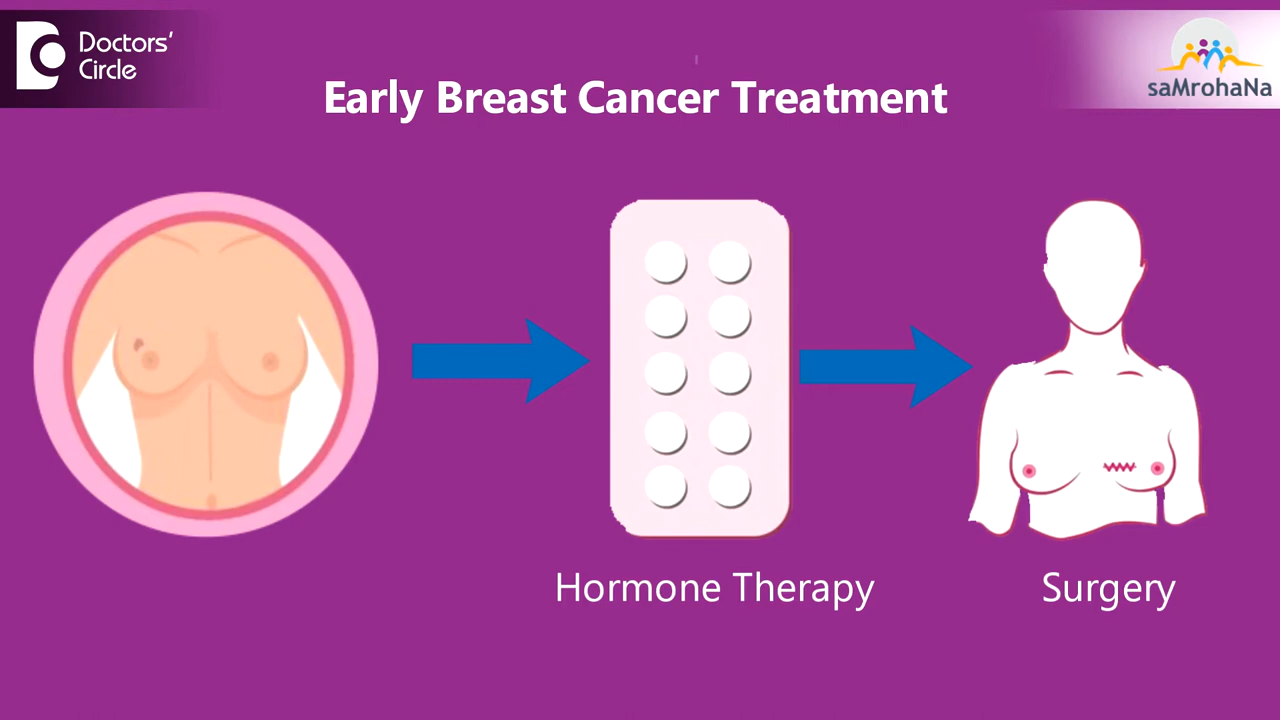 Doctors'
Circle
saMrohaNa
Early Breast Cancer Treatment
Hormone Therapy
Surgery